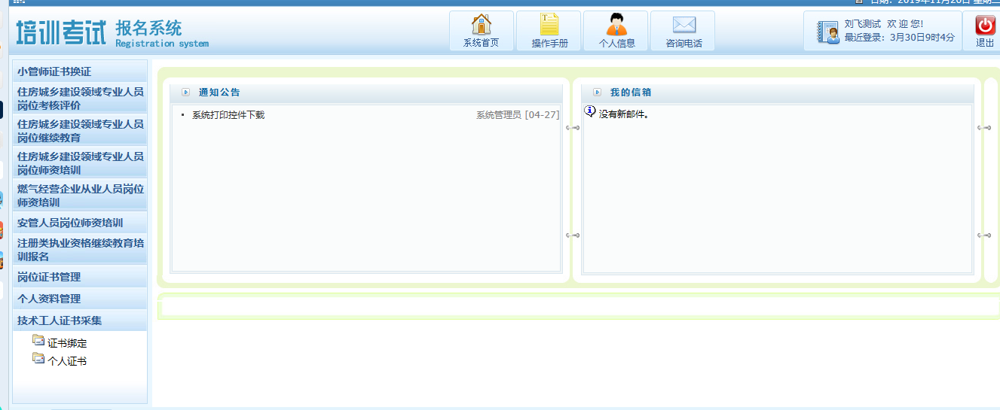 日期：2019年11月20日 星期三
培训考试 报名系统
Registration system
系统首页
操作手册
个人信息
咨询电话
刘飞测试 欢 迎 您!
最近登录：3月30日9时4分
退出
小管师证书换证
住房城乡建设领域专业人员
岗位考核评价
住房城乡建设领域专业人员
岗位继续教育
住房城乡建设领域专业人员
岗位师资培训
燃气经营企业从业人员岗位
师资培训
安管人员岗位师资培训
注册类执业资格继续教育培
训报名
岗位证书管理
个人资料管理
技术工人证书采集
证书绑定
个人证书
通知公告
系统打印控件下载 系统管理员 [04-27]
我的信箱
没有新邮件。